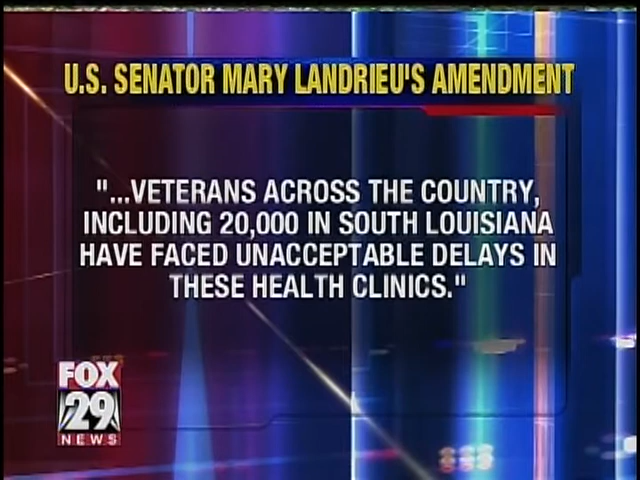 U.S. SENATOR MARY LANDRIEU'S AMENDMENT
"...VETERANS ACROSS THE COUNTRY,
INCLUDING 20,000 IN SOUTH LOUISIANA
HAVE FACED UNACCEPTABLE DELAYS IN
THESE HEALTH CLINICS."
FOX
29
NEWS